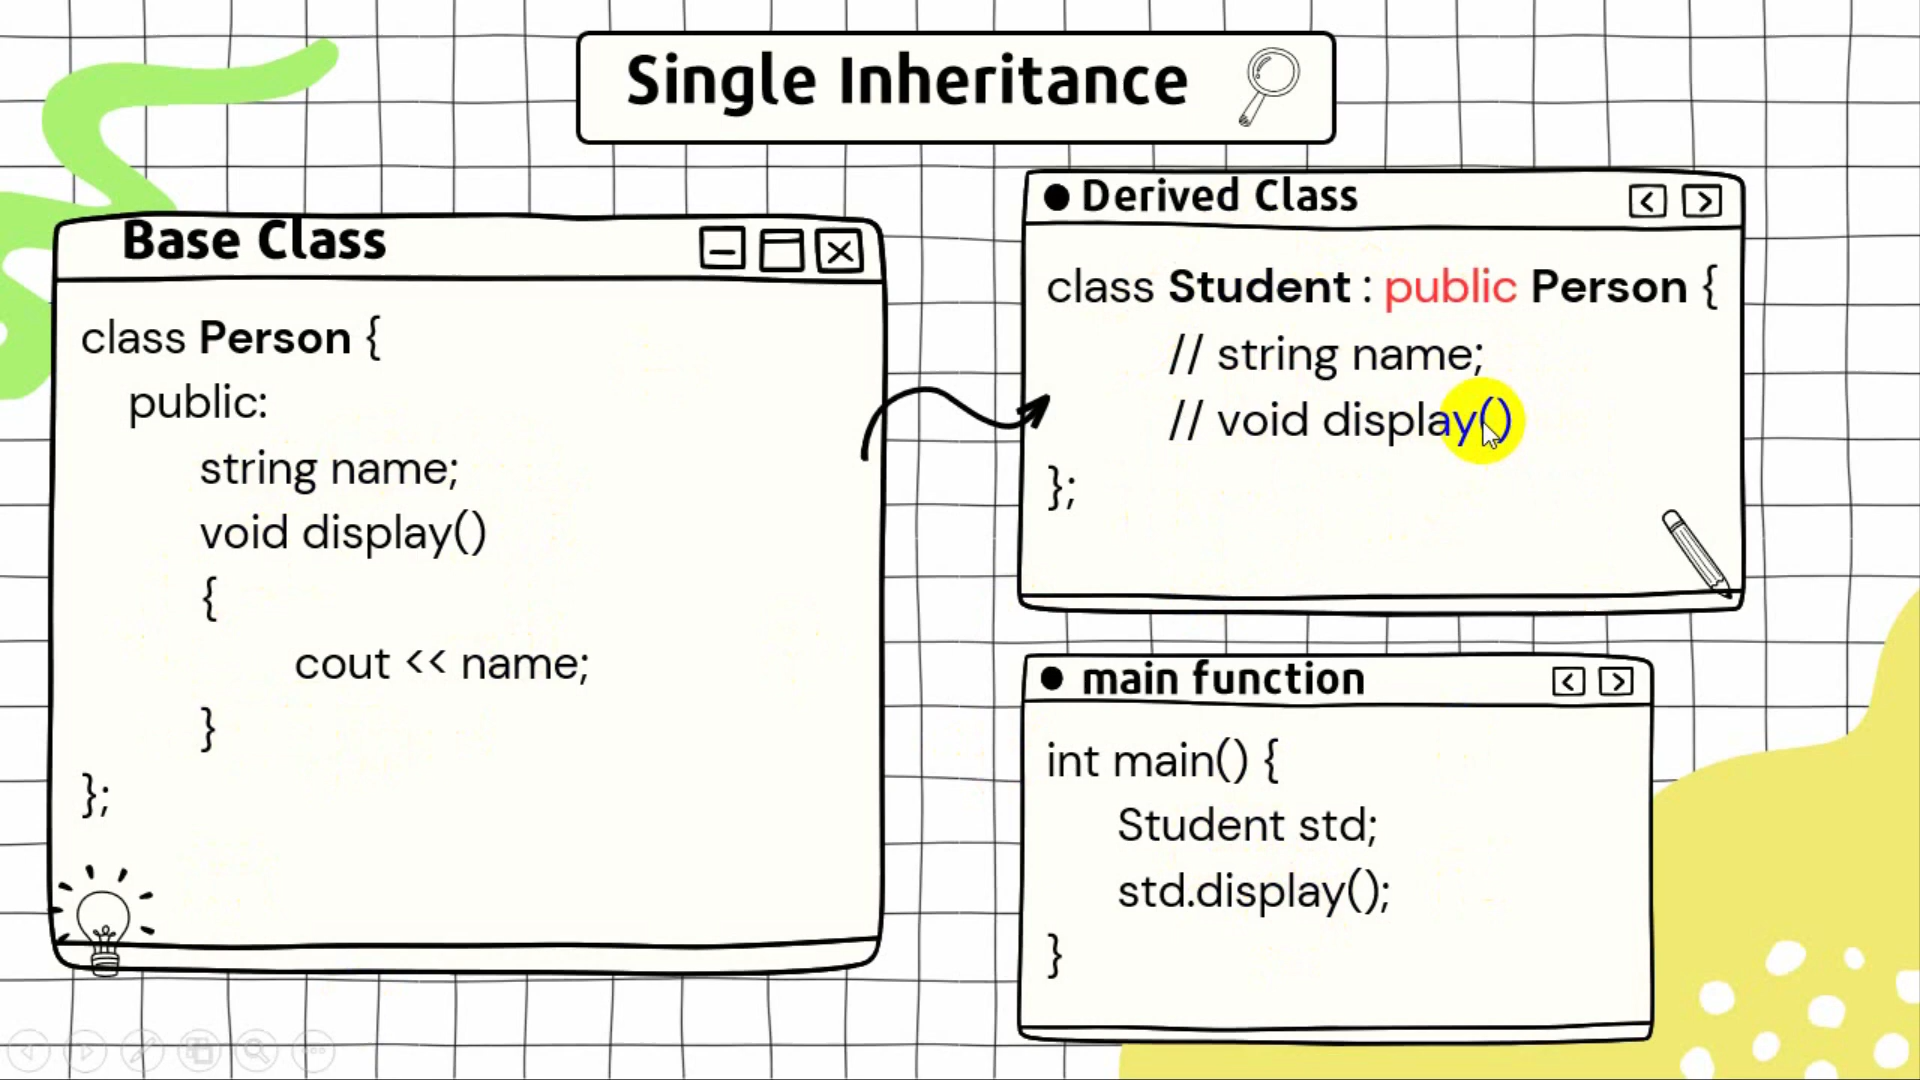 Single Inheritance
Base Class
class Person {
public:
string name;
void display()
{
cout << name;
}
};
Derived Class
class Student : public Person {
// string name;
// void display()
};
main function
int main() {
Student std;
std.display();
}